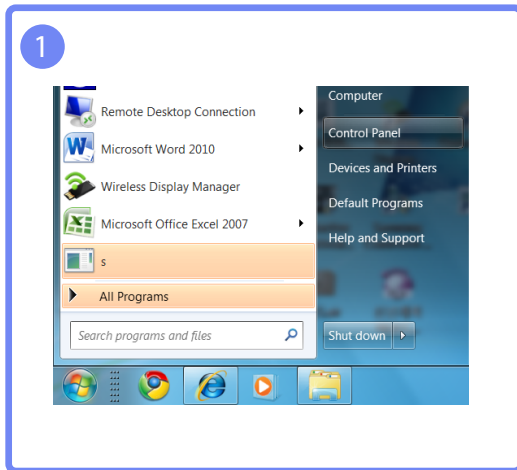 1
Remote Desktop Connection
Microsoft Word 2010
Wireless Display Manager
Microsoft Office Excel 2007
s
All Programs
Search programs and files
Computer
Control Panel
Devices and Printers
Default Programs
Help and Support
Shut down